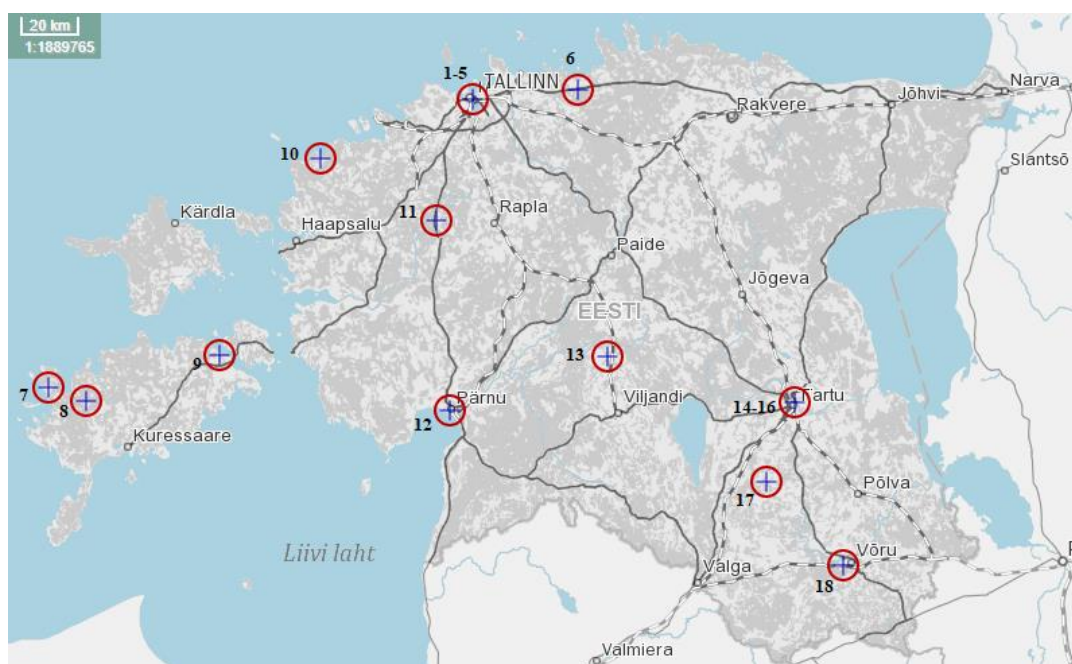 20 km
1:1889765
6
1-5
TALLINN
Narva
Rakvere
Jõhvi
10
Slantsõ
Kärdla
11
Rapla
Haapsalu
Paide
Jõgeva
EESTI
9
13
7
8
Pärnu
Viljandi
14-16
Tartu
12
Kuressaare
17
Põlva
Liivi laht
Võru
Valga
18
Valmiera